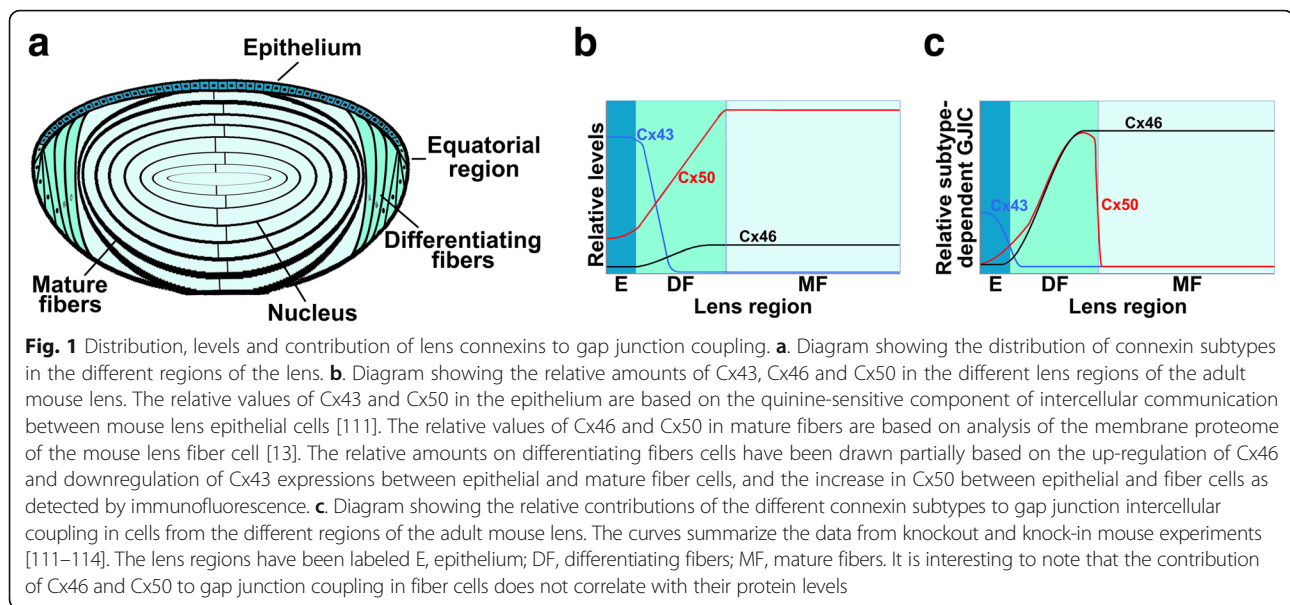 a
Epithelium
Equatorial
region
Differentiating
fibers
Mature
fibers
Nucleus
b
Relative levels
Cx43
Cx50
Cx46
E DF MF
Lens region
c
Relative subtype-
dependent GJIC
Cx46
Cx43
Cx50
E DF MF
Lens region
Fig. 1 Distribution, levels and contribution of lens connexins to gap junction coupling. a. Diagram showing the distribution of connexin subtypes
in the different regions of the lens. b. Diagram showing the relative amounts of Cx43, Cx46 and Cx50 in the different lens regions of the adult
mouse lens. The relative values of Cx43 and Cx50 in the epithelium are based on the quinine-sensitive component of intercellular communication
between mouse lens epithelial cells [111]. The relative values of Cx46 and Cx50 in mature fibers are based on analysis of the membrane proteome
of the mouse lens fiber cell [13]. The relative amounts on differentiating fibers cells have been drawn partially based on the up-regulation of Cx46
and downregulation of Cx43 expressions between epithelial and mature fiber cells, and the increase in Cx50 between epithelial and fiber cells as
detected by immunofluorescence. c. Diagram showing the relative contributions of the different connexin subtypes to gap junction intercellular
coupling in cells from the different regions of the adult mouse lens. The curves summarize the data from knockout and knock-in mouse experiments
[111–114]. The lens regions have been labeled E, epithelium; DF, differentiating fibers; MF, mature fibers. It is interesting to note that the contribution
of Cx46 and Cx50 to gap junction coupling in fiber cells does not correlate with their protein levels